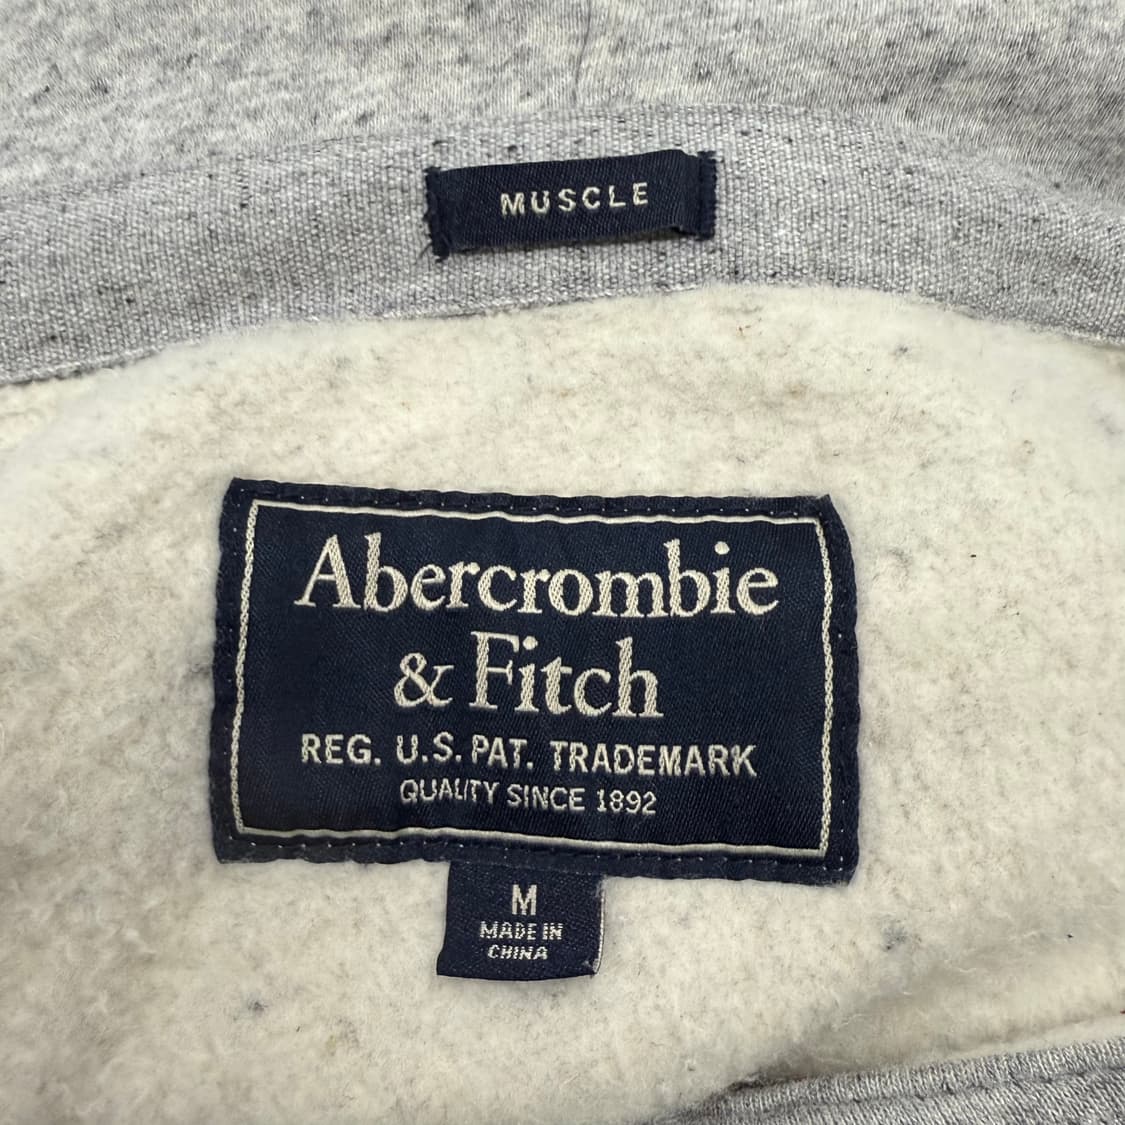 MUSCLE
Abercrombie
& Fitch
REG. U.S. PAT. TRADEMARK
QUALITY SINCE 1892
M
MADE IN
CHINA